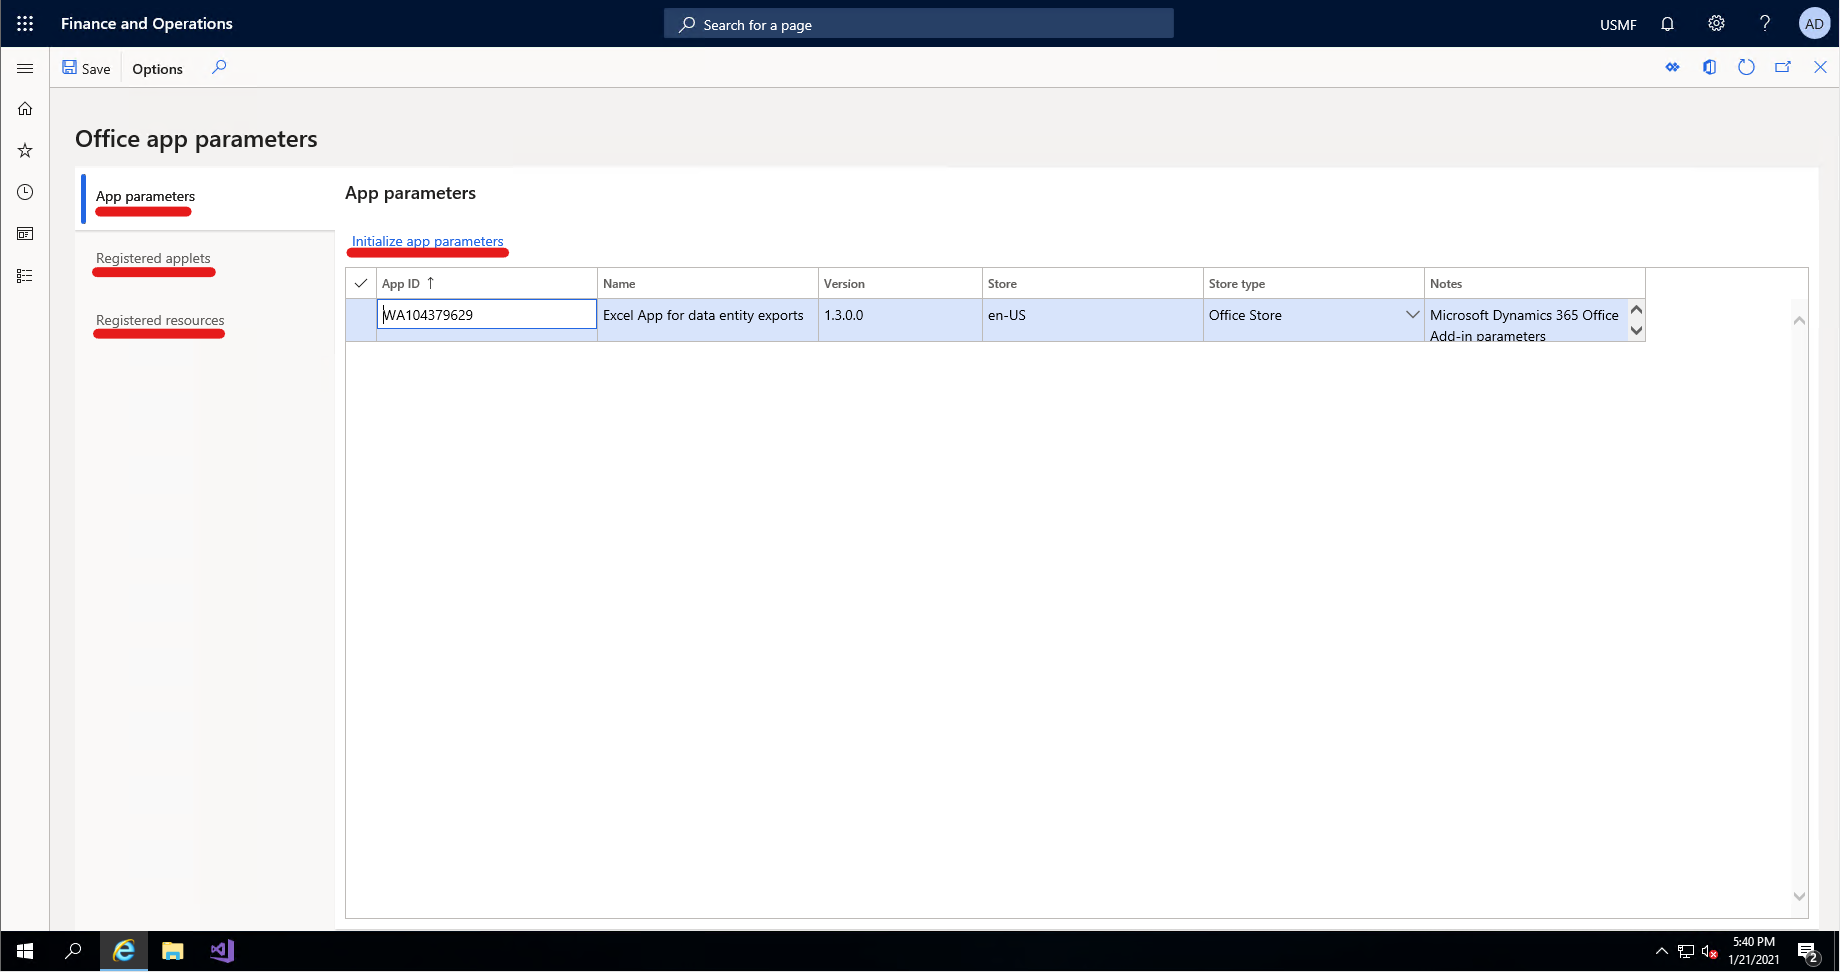 Finance and Operations
Search for a page
USMF
?
AD
Save
Options
Office app parameters
App parameters
Registered applets
Registered resources
App parameters
Initialize app parameters
App ID ↑ Name Version Store Store type Notes
WA104379629 Excel App for data entity exports 1.3.0.0 en-US Office Store Microsoft Dynamics 365 Office
Add-in parameters
5:40 PM
1/21/2021
2